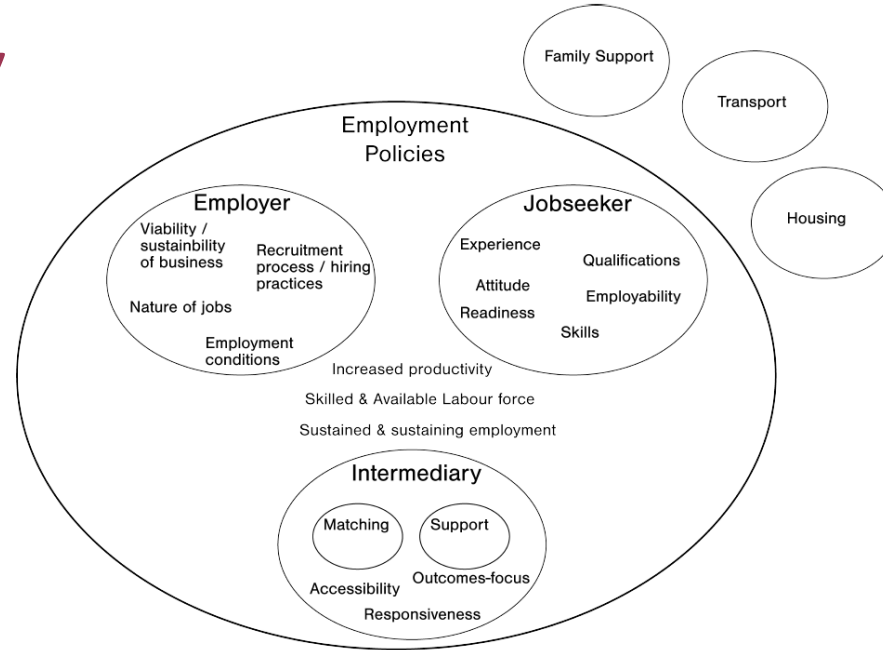 Family Support
Transport
Housing
Employment
Policies
Employer
Viability /
sustainbility
of business
Recruitment
process / hiring
practices
Nature of jobs
Employment
conditions
Jobseeker
Experience
Qualifications
Attitude
Employability
Readiness
Skills
Increased productivity
Skilled & Available Labour force
Sustained & sustaining employment
Intermediary
Matching
Support
Accessibility
Outcomes-focus
Responsiveness